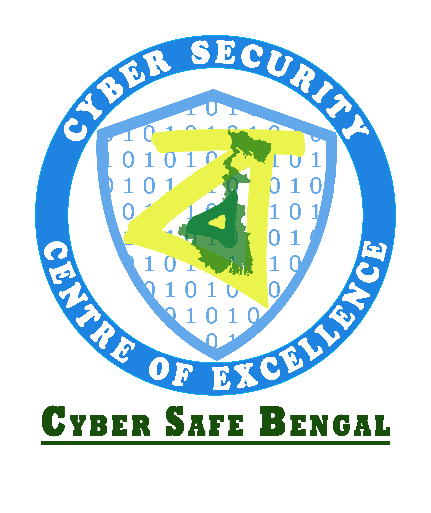 CYBER SECURITY
ব
CENTRE OF EXCELLENCE
CYBER SAFE BENGAL